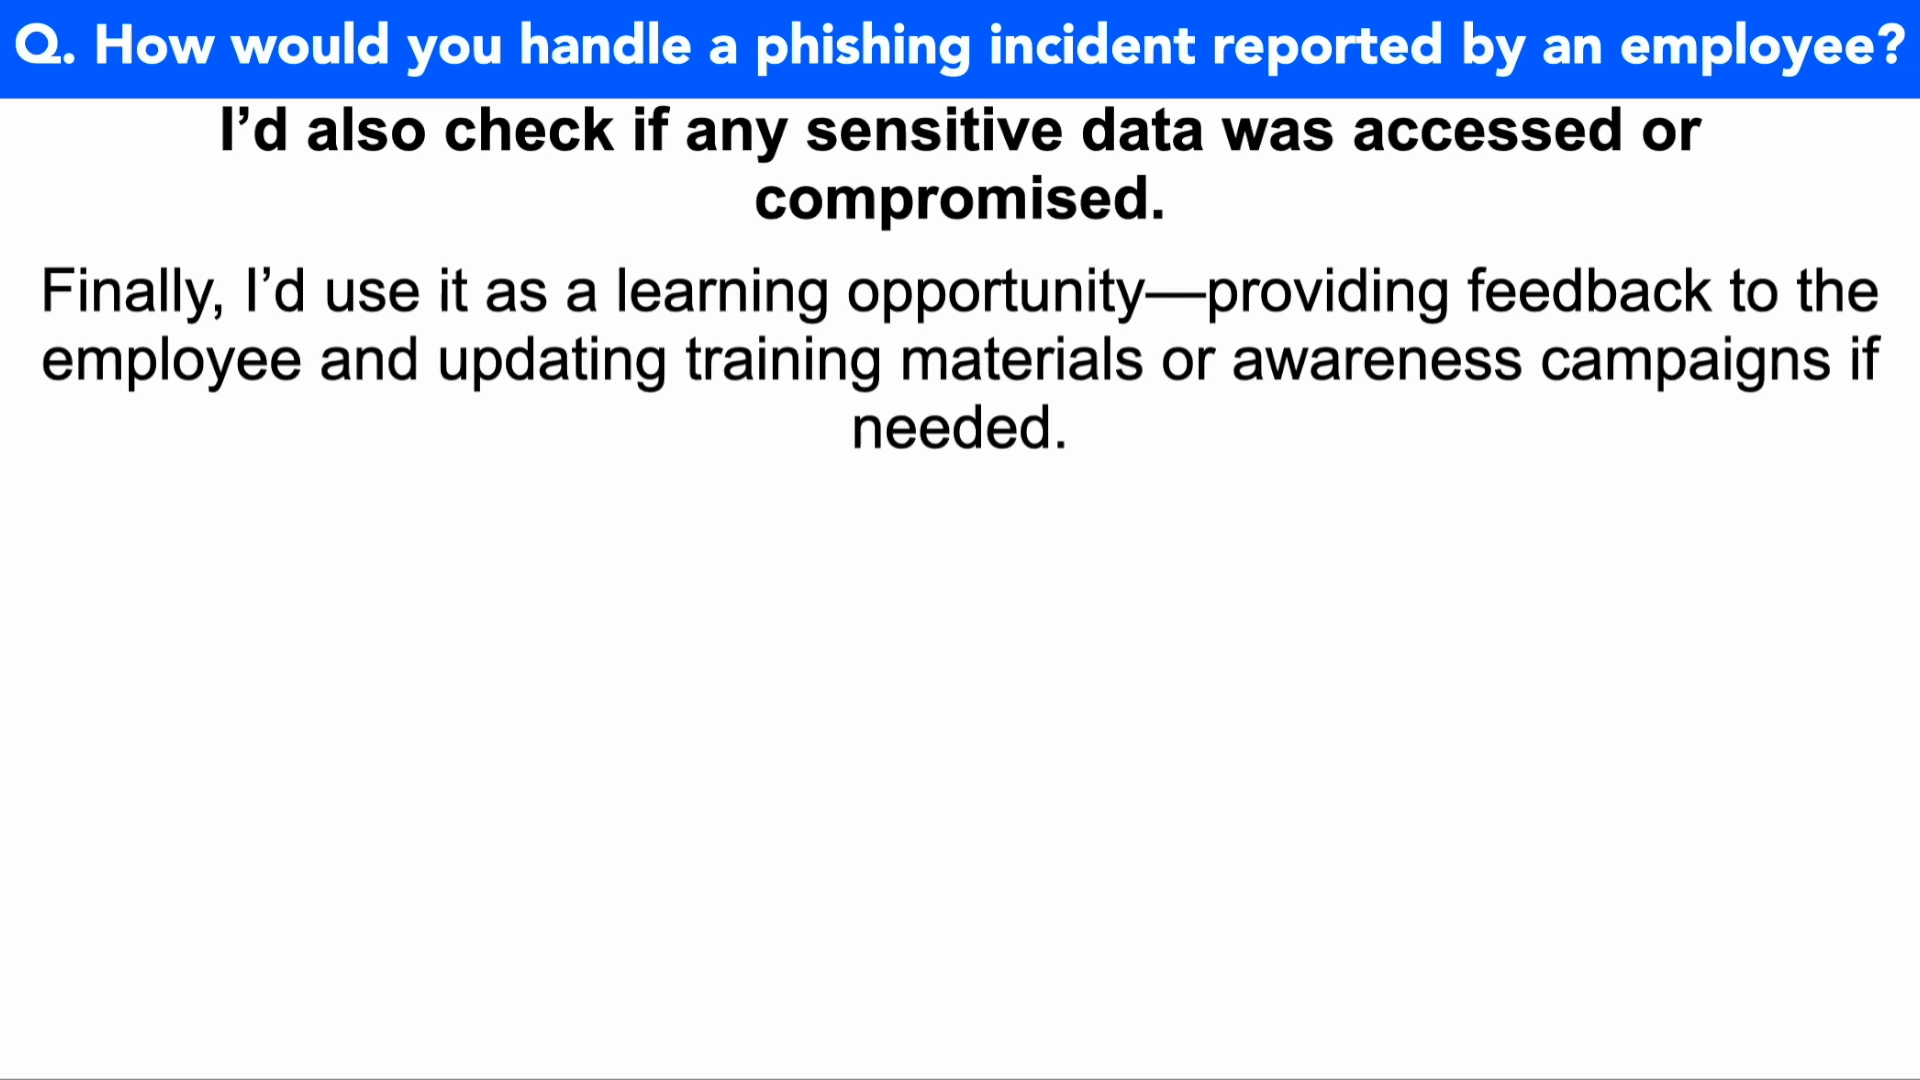 Q. How would you handle a phishing incident reported by an employee?
I’d also check if any sensitive data was accessed or
compromised.
Finally, I’d use it as a learning opportunity—providing feedback to the
employee and updating training materials or awareness campaigns if
needed.